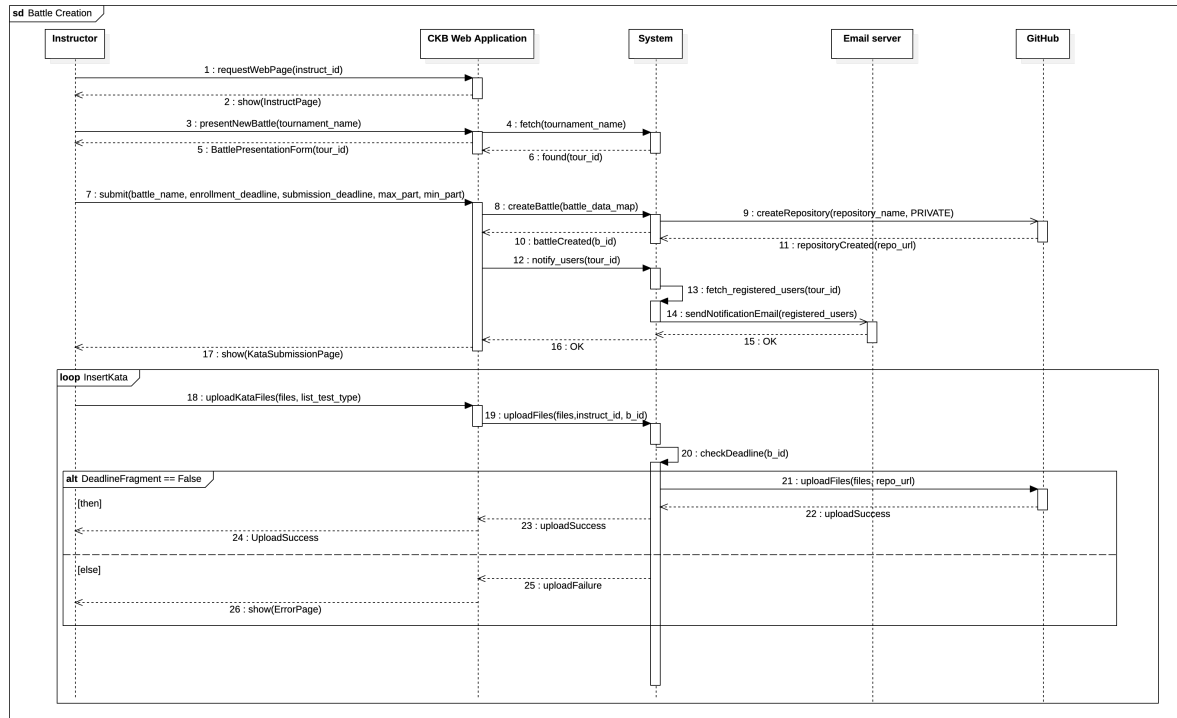 sd Battle Creation
Instructor
CKB Web Application
System
Email server
GitHub
1 : requestWebPage(instruct_id)
2 : show(InstructPage)
3 : presentNewBattle(tournament_name)
4 : fetch(tournament_name)
5 : BattlePresentationForm(tour_id)
6 : found(tour_id)
7 : submit(battle_name, enrollment_deadline, submission_deadline, max_part, min_part)
8 : createBattle(battle_data_map)
9 : createRepository(repository_name, PRIVATE)
10 : battleCreated(b_id)
11 : repositoryCreated(repo_url)
12 : notify_users(tour_id)
13 : fetch_registered_users(tour_id)
14 : sendNotificationEmail(registered_users)
15 : OK
16 : OK
17 : show(KataSubmissionPage)
loop InsertKata
18 : uploadKataFiles(files, list_test_type)
19 : uploadFiles(files,instruct_id, b_id)
20 : checkDeadline(b_id)
alt DeadlineFragment == False
21 : uploadFiles(files, repo_url)
[then]
22 : uploadSuccess
23 : uploadSuccess
24 : UploadSuccess
[else]
25 : uploadFailure
26 : show(ErrorPage)